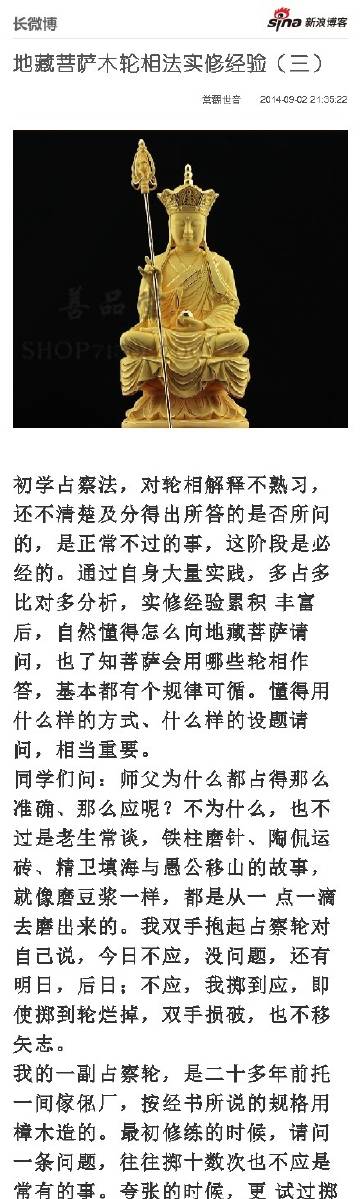 长微博
sina 新浪博客
地藏菩萨木轮相法实修经验（三）
2014-09-02 21:35:22
善品
SHOP71
初学占察法，对轮相解释不熟习，
还不清楚及分得出所答的是否所问
的，是正常不过的事，这阶段是必
经的。通过自身大量实践，多占多
比对多分析，实修经验累积 丰富
后，自然懂得怎么向地藏菩萨请
问，也了知菩萨会用哪些轮相作
答，基本都有个规律可循。懂得用
什么样的方式、什么样的设题请
问，相当重要。
同学们问：师父为什么都占得那么
准确、那么应呢？不为什么，也不
过是老生常谈，铁柱磨针、陶侃运
砖、精卫填海与愚公移山的故事，
就像磨豆浆一样，都是从一 点一滴
去磨出来的。我双手抱起占察轮对
自己说，今日不应，没问题，还有
明日，后日；不应，我掷到应，即
使掷到轮烂掉，双手损破，也不移
矢志。
我的一副占察轮，是二十多年前托
一间傢俬厂，按经书所说的规格用
樟木造的。最初修练的时候，请问
一条问题，往往掷十数次也不应是
常有的事。夸张的时候，更 试过掷